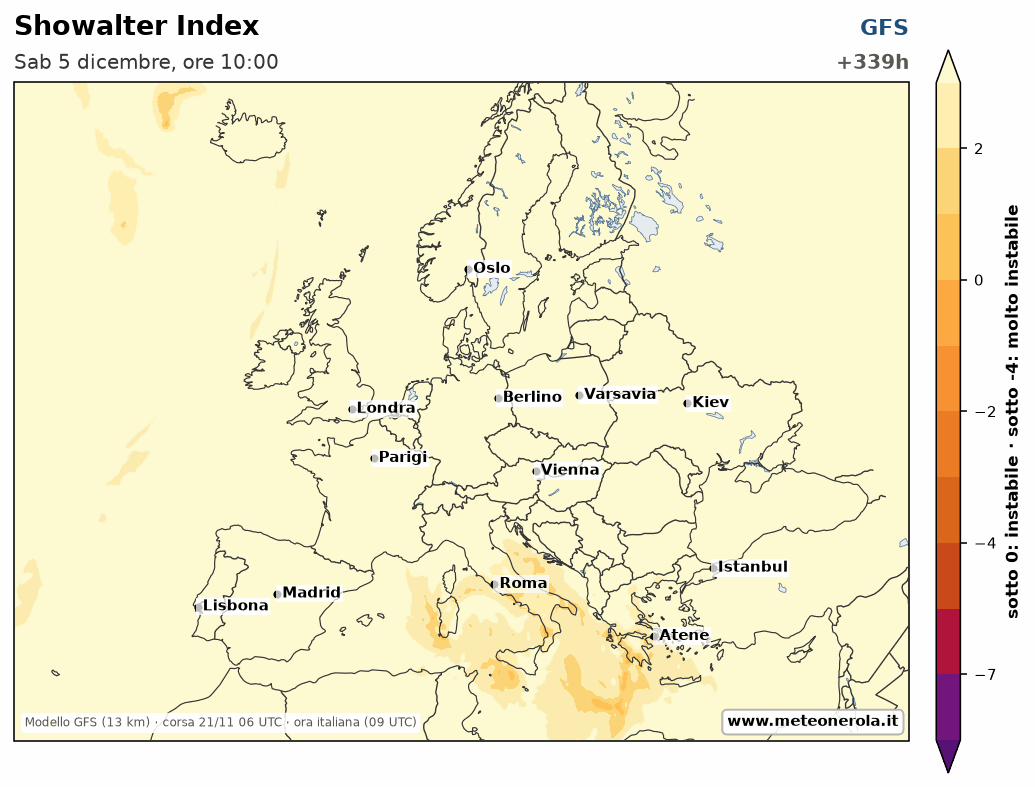 Showalter Index
GFS
Sab 5 dicembre, ore 10:00
+339h
Oslo
Berlino
Varsavia
Kiev
Londra
Parigi
Vienna
Istanbul
Roma
Madrid
Lisbona
Atene
Modello GFS (13 km) · corsa 21/11 06 UTC · ora italiana (09 UTC)
www.meteonerola.it
2
0
−2
−4
−7
sotto 0: instabile · sotto -4: molto instabile